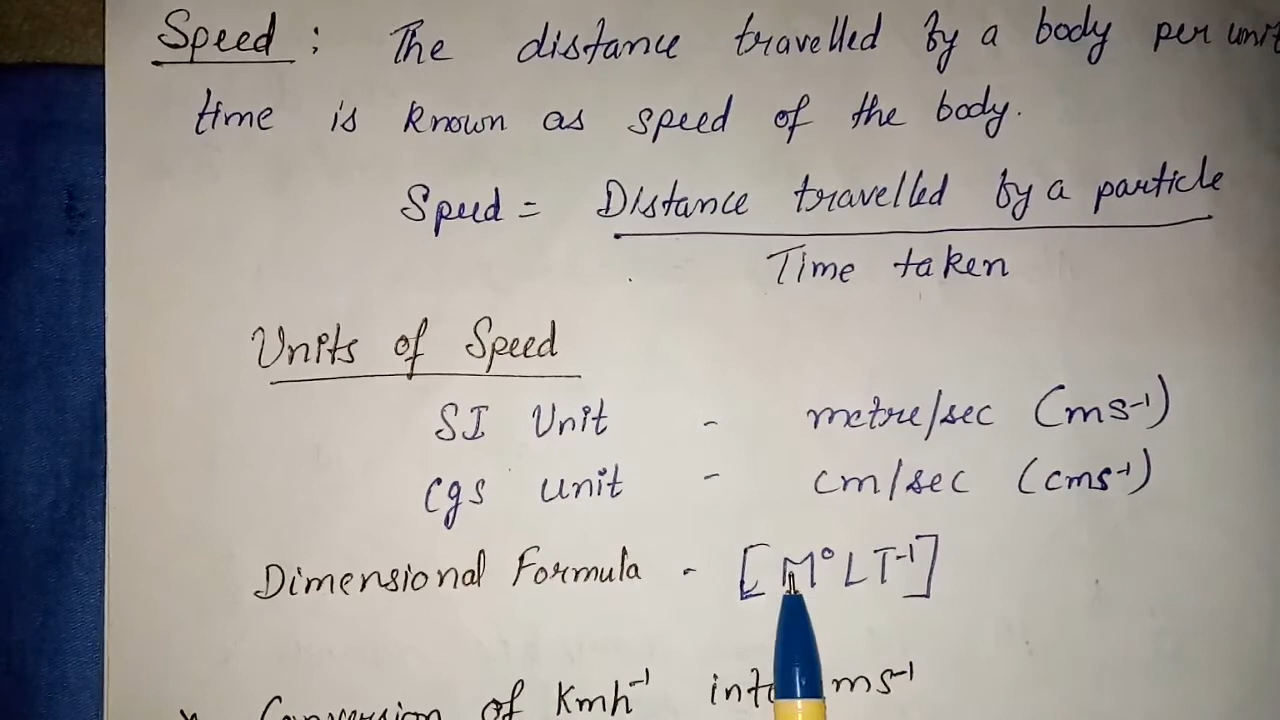 Speed : The distance travelled by a body per unit
time is known as speed of the body.
Speed = Distance travelled by a particle
Time taken
Units of Speed
SI Unit - metre/sec (ms⁻¹)
cgs unit - cm/sec (cms⁻¹)
Dimensional Formula - [M°LT⁻¹]
Conversion of Kmh⁻¹ into ms⁻¹